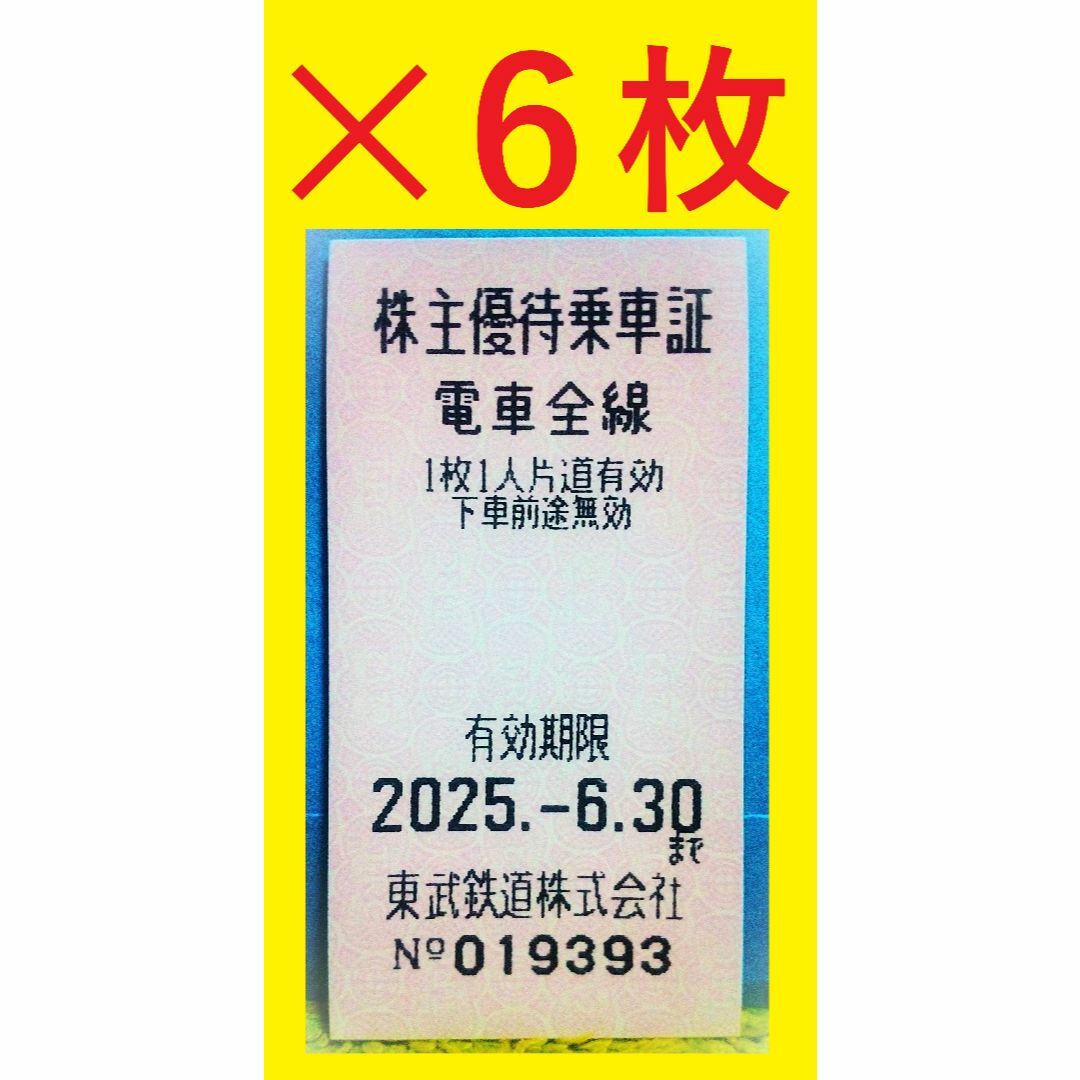 ×6枚
株主優待乗車証
電車全線
1枚1人片道有効
下車前途無効
有効期限
2025.-6.30
まで
東武鉄道株式会社
Nº019393